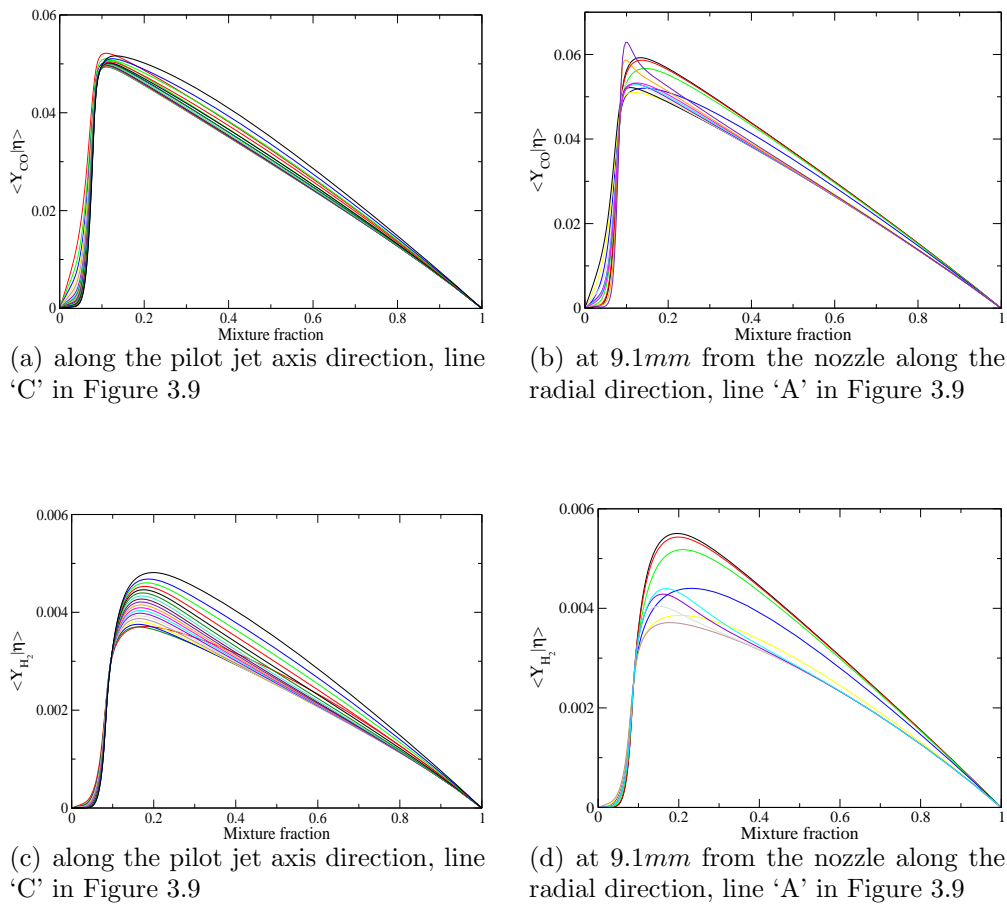 0.06
0.04
0.02
0
<Y_CO|η>
0 0.2 0.4 0.6 0.8 1
Mixture fraction
(a) along the pilot jet axis direction, line
‘C’ in Figure 3.9
0.06
0.04
0.02
0
<Y_CO|η>
0 0.2 0.4 0.6 0.8 1
Mixture fraction
(b) at 9.1mm from the nozzle along the
radial direction, line ‘A’ in Figure 3.9
0.006
0.004
0.002
0
<Y_H_2|η>
0 0.2 0.4 0.6 0.8 1
Mixture fraction
(c) along the pilot jet axis direction, line
‘C’ in Figure 3.9
0.006
0.004
0.002
0
<Y_H_2|η>
0 0.2 0.4 0.6 0.8 1
Mixture fraction
(d) at 9.1mm from the nozzle along the
radial direction, line ‘A’ in Figure 3.9